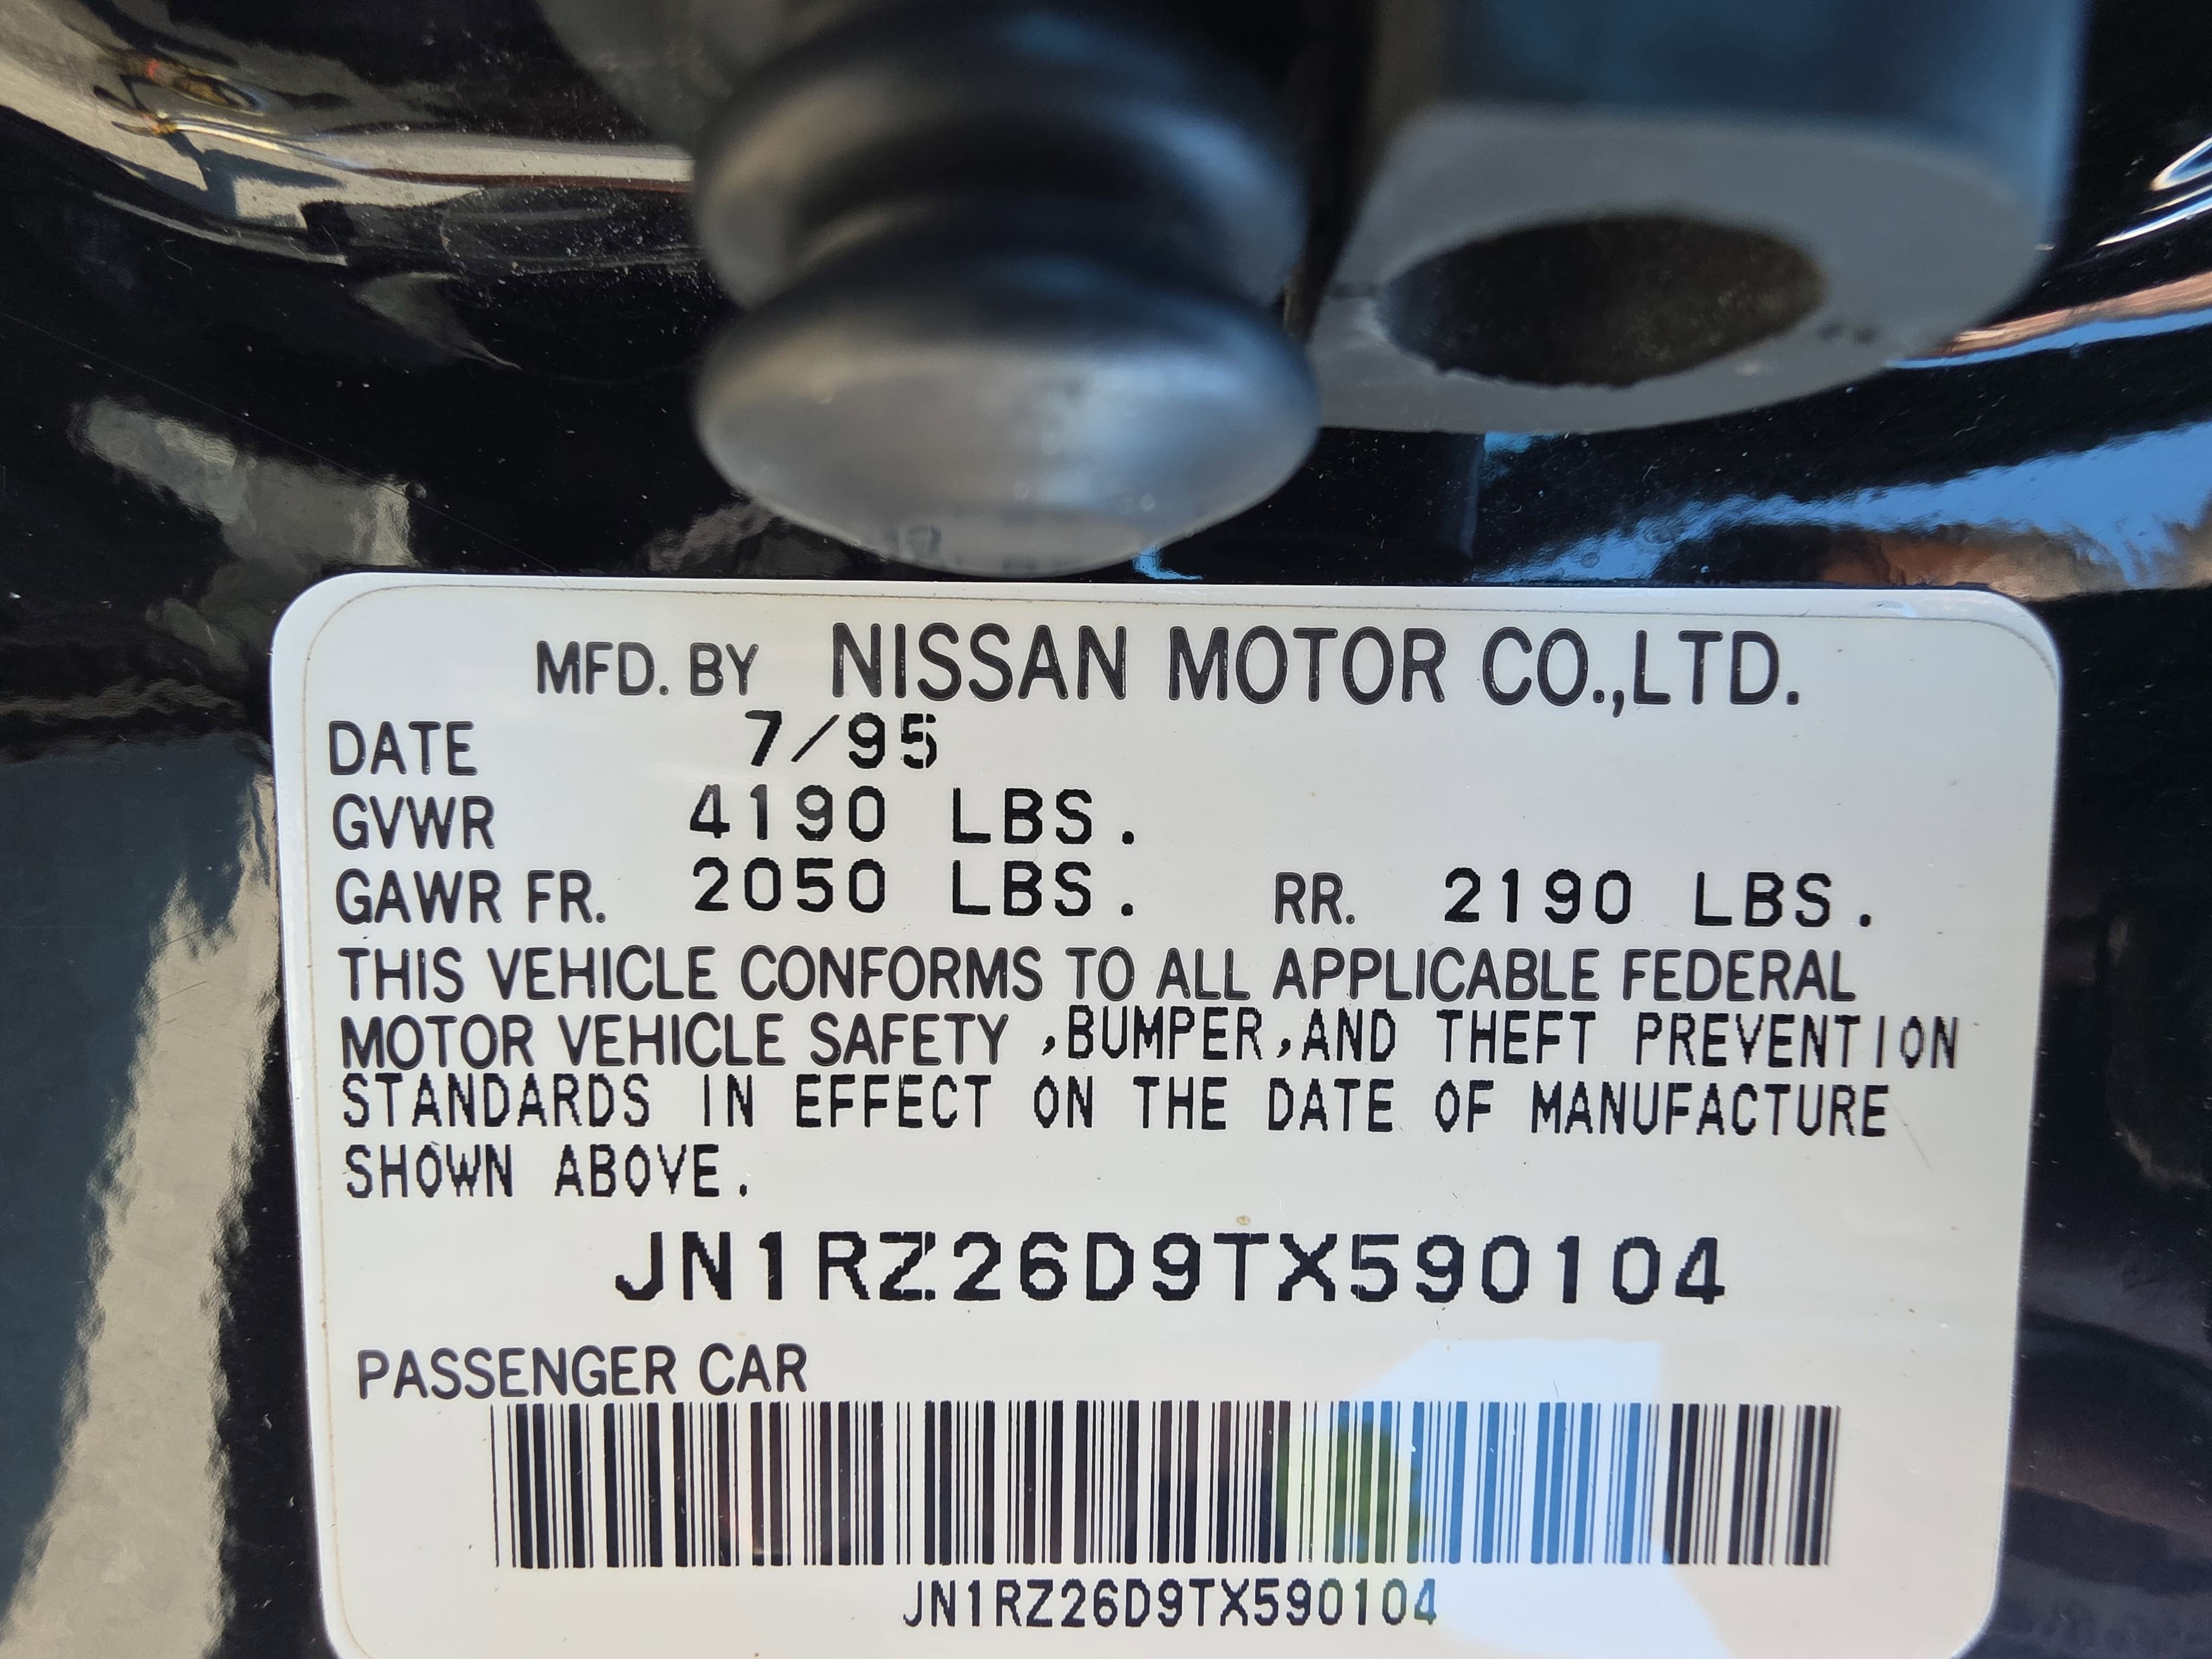 MFD. BY NISSAN MOTOR CO.,LTD.
DATE 7/95
GVWR 4190 LBS.
GAWR FR. 2050 LBS. RR. 2190 LBS.
THIS VEHICLE CONFORMS TO ALL APPLICABLE FEDERAL
MOTOR VEHICLE SAFETY ,BUMPER,AND THEFT PREVENTION
STANDARDS IN EFFECT ON THE DATE OF MANUFACTURE
SHOWN ABOVE.
JN1RZ26D9TX590104
PASSENGER CAR
JN1RZ26D9TX590104